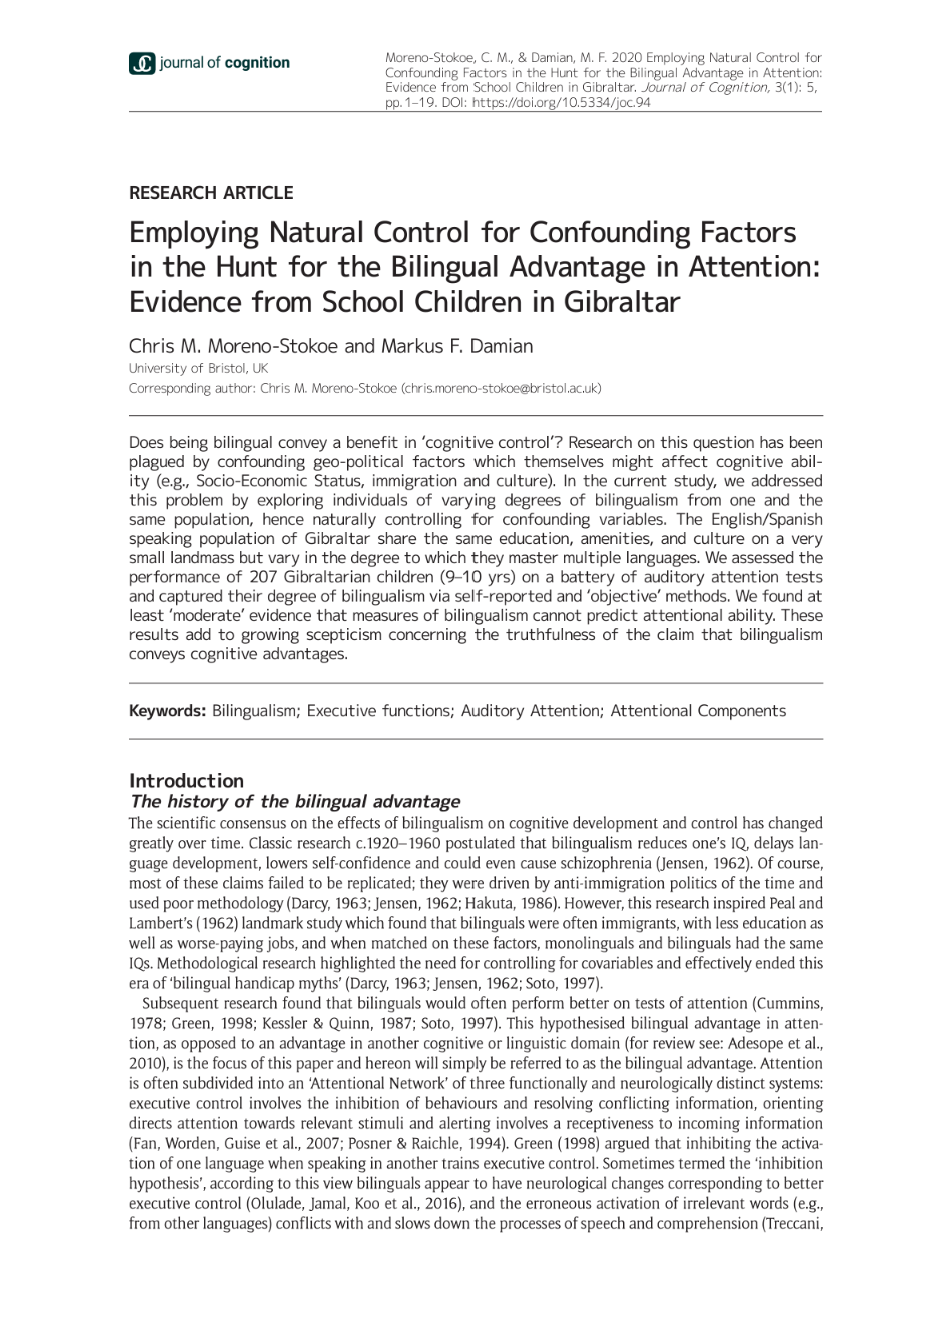 journal of cognition
Moreno-Stokoe, C. M., & Damian, M. F. 2020 Employing Natural Control for
Confounding Factors in the Hunt for the Bilingual Advantage in Attention:
Evidence from School Children in Gibraltar. Journal of Cognition, 3(1): 5,
pp. 1–19. DOI: https://doi.org/10.5334/joc.94
RESEARCH ARTICLE
Employing Natural Control for Confounding Factors
in the Hunt for the Bilingual Advantage in Attention:
Evidence from School Children in Gibraltar
Chris M. Moreno-Stokoe and Markus F. Damian
University of Bristol, UK
Corresponding author: Chris M. Moreno-Stokoe (chris.moreno-stokoe@bristol.ac.uk)
Does being bilingual convey a benefit in ‘cognitive control’? Research on this question has been
plagued by confounding geo-political factors which themselves might affect cognitive abil-
ity (e.g., Socio-Economic Status, immigration and culture). In the current study, we addressed
this problem by exploring individuals of varying degrees of bilingualism from one and the
same population, hence naturally controlling for confounding variables. The English/Spanish
speaking population of Gibraltar share the same education, amenities, and culture on a very
small landmass but vary in the degree to which they master multiple languages. We assessed the
performance of 207 Gibraltarian children (9–10 yrs) on a battery of auditory attention tests
and captured their degree of bilingualism via self-reported and ‘objective’ methods. We found at
least ‘moderate’ evidence that measures of bilingualism cannot predict attentional ability. These
results add to growing scepticism concerning the truthfulness of the claim that bilingualism
conveys cognitive advantages.
Keywords: Bilingualism; Executive functions; Auditory Attention; Attentional Components
Introduction
The history of the bilingual advantage
The scientific consensus on the effects of bilingualism on cognitive development and control has changed
greatly over time. Classic research c.1920–1960 postulated that bilingualism reduces one’s IQ, delays lan-
guage development, lowers self-confidence and could even cause schizophrenia (Jensen, 1962). Of course,
most of these claims failed to be replicated; they were driven by anti-immigration politics of the time and
used poor methodology (Darcy, 1963; Jensen, 1962; Hakuta, 1986). However, this research inspired Peal and
Lambert’s (1962) landmark study which found that bilinguals were often immigrants, with less education as
well as worse-paying jobs, and when matched on these factors, monolinguals and bilinguals had the same
IQs. Methodological research highlighted the need for controlling for covariables and effectively ended this
era of ‘bilingual handicap myths’ (Darcy, 1963; Jensen, 1962; Soto, 1997).
Subsequent research found that bilinguals would often perform better on tests of attention (Cummins,
1978; Green, 1998; Kessler & Quinn, 1987; Soto, 1997). This hypothesised bilingual advantage in atten-
tion, as opposed to an advantage in another cognitive or linguistic domain (for review see: Adesope et al.,
2010), is the focus of this paper and hereon will simply be referred to as the bilingual advantage. Attention
is often subdivided into an ‘Attentional Network’ of three functionally and neurologically distinct systems:
executive control involves the inhibition of behaviours and resolving conflicting information, orienting
directs attention towards relevant stimuli and alerting involves a receptiveness to incoming information
(Fan, Worden, Guise et al., 2007; Posner & Raichle, 1994). Green (1998) argued that inhibiting the activa-
tion of one language when speaking in another trains executive control. Sometimes termed the ‘inhibition
hypothesis’, according to this view bilinguals appear to have neurological changes corresponding to better
executive control (Olulade, Jamal, Koo et al., 2016), and the erroneous activation of irrelevant words (e.g.,
from other languages) conflicts with and slows down the processes of speech and comprehension (Treccani,